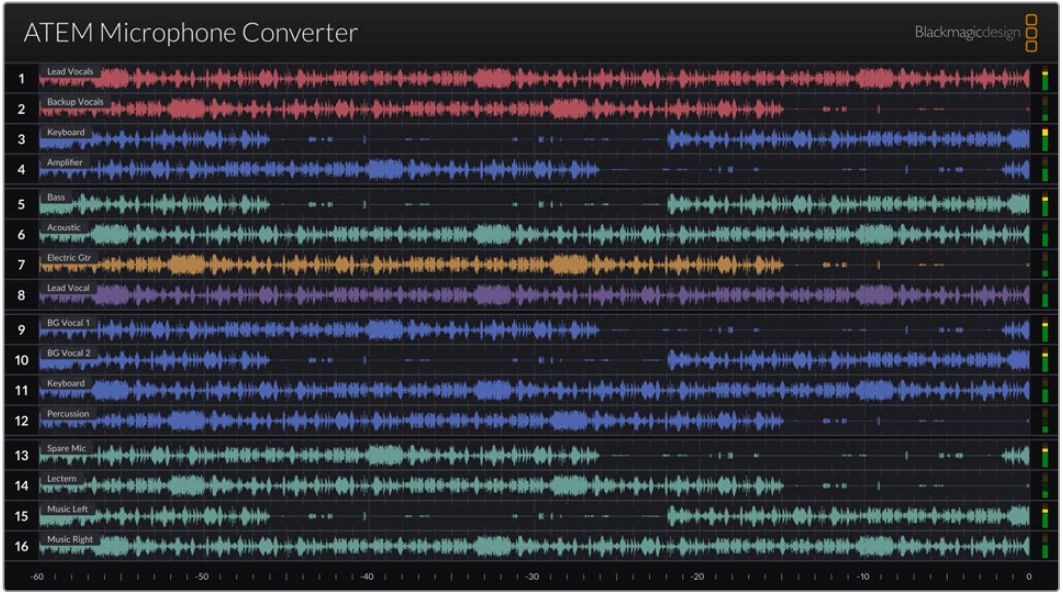 ATEM Microphone Converter
Blackmagicdesign
1 Lead Vocals
2 Backup Vocals
3 Keyboard
4 Amplifier
5 Bass
6 Acoustic
7 Electric Gtr
8 Lead Vocal
9 BG Vocal 1
10 BG Vocal 2
11 Keyboard
12 Percussion
13 Spare Mic
14 Lectern
15 Music Left
16 Music Right
-60 -50 -40 -30 -20 -10 0